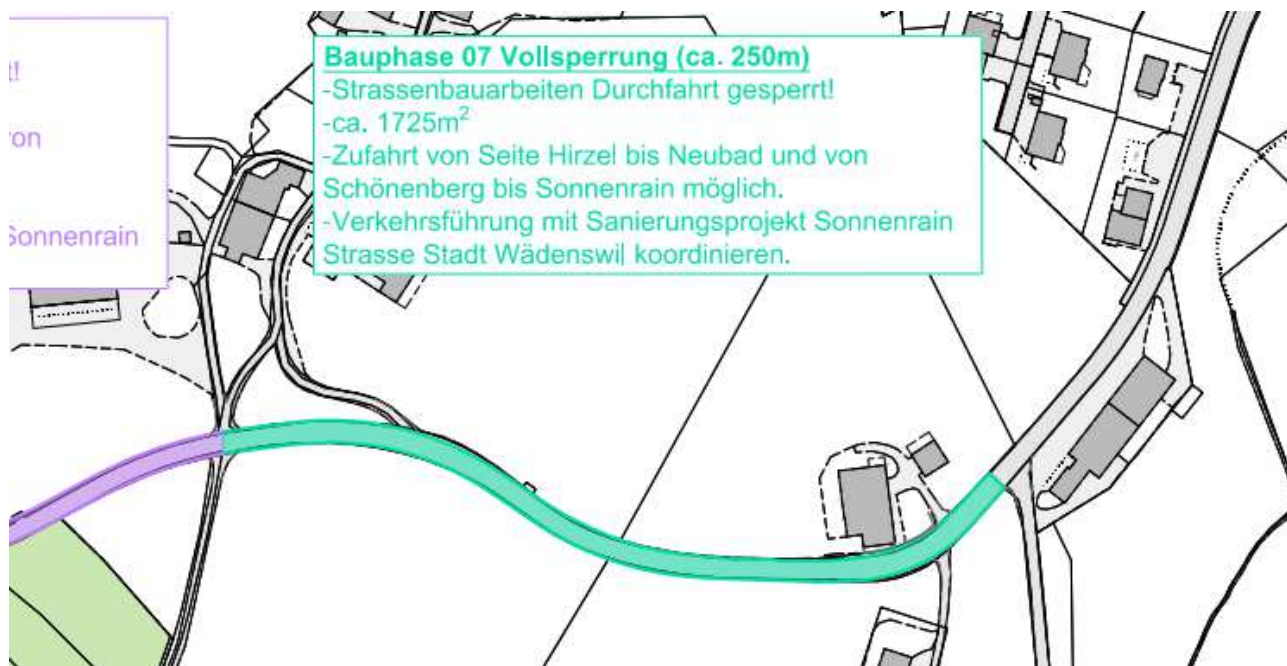 Bauphase 07 Vollsperrung (ca. 250m)
-Strassenbauarbeiten Durchfahrt gesperrt!
-ca. 1725m²
-Zufahrt von Seite Hirzel bis Neubad und von
Schönenberg bis Sonnenrain möglich.
-Verkehrsführung mit Sanierungsprojekt Sonnenrain
Strasse Stadt Wädenswil koordinieren.
Sonnenrain